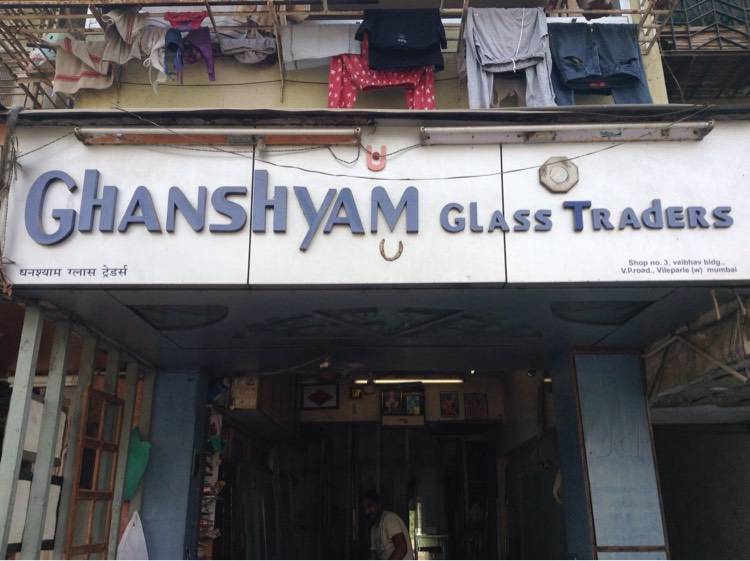 GHANSHYAM GLASS TRADERS
घनश्याम ग्लास ट्रेडर्स
Shop no. 3, vaibhav bldg.,
V.P.road., Vileparle (w) mumbai